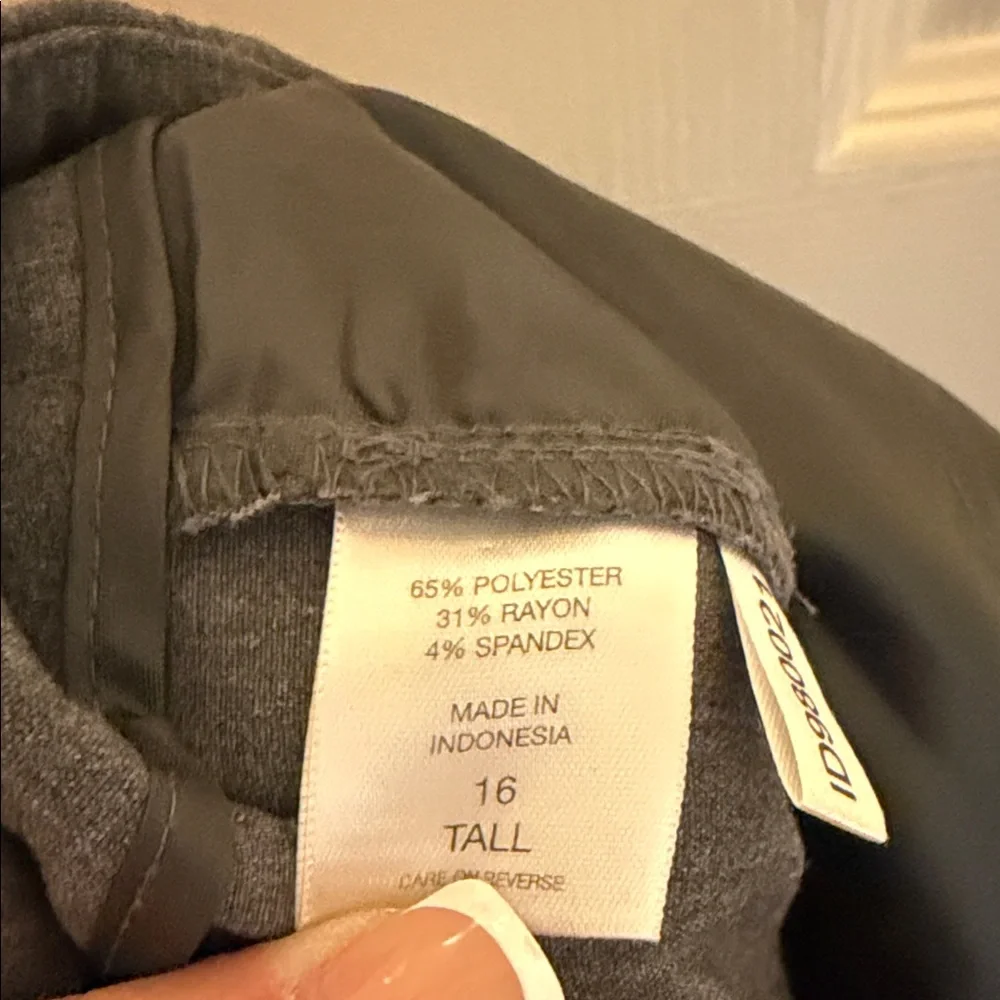 65% POLYESTER
31% RAYON
4% SPANDEX
MADE IN
INDONESIA
16
TALL
CARE ON REVERSE